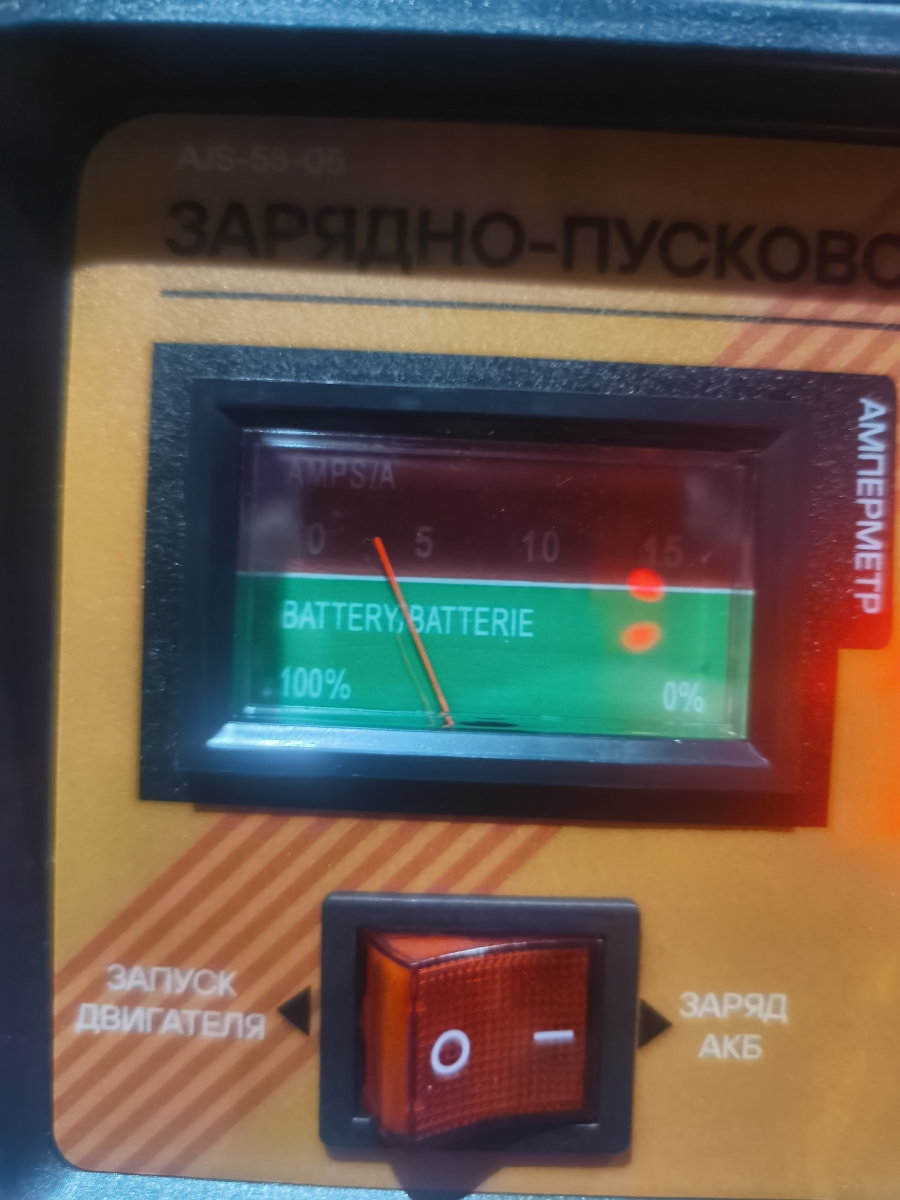 AJS-55-05
ЗАРЯДНО-ПУСКОВО
AMPS/A
0 5 10 15
BATTERY/BATTERIE
100% 0%
АМПЕРМЕТР
ЗАПУСК
ДВИГАТЕЛЯ
O I
ЗАРЯД
АКБ